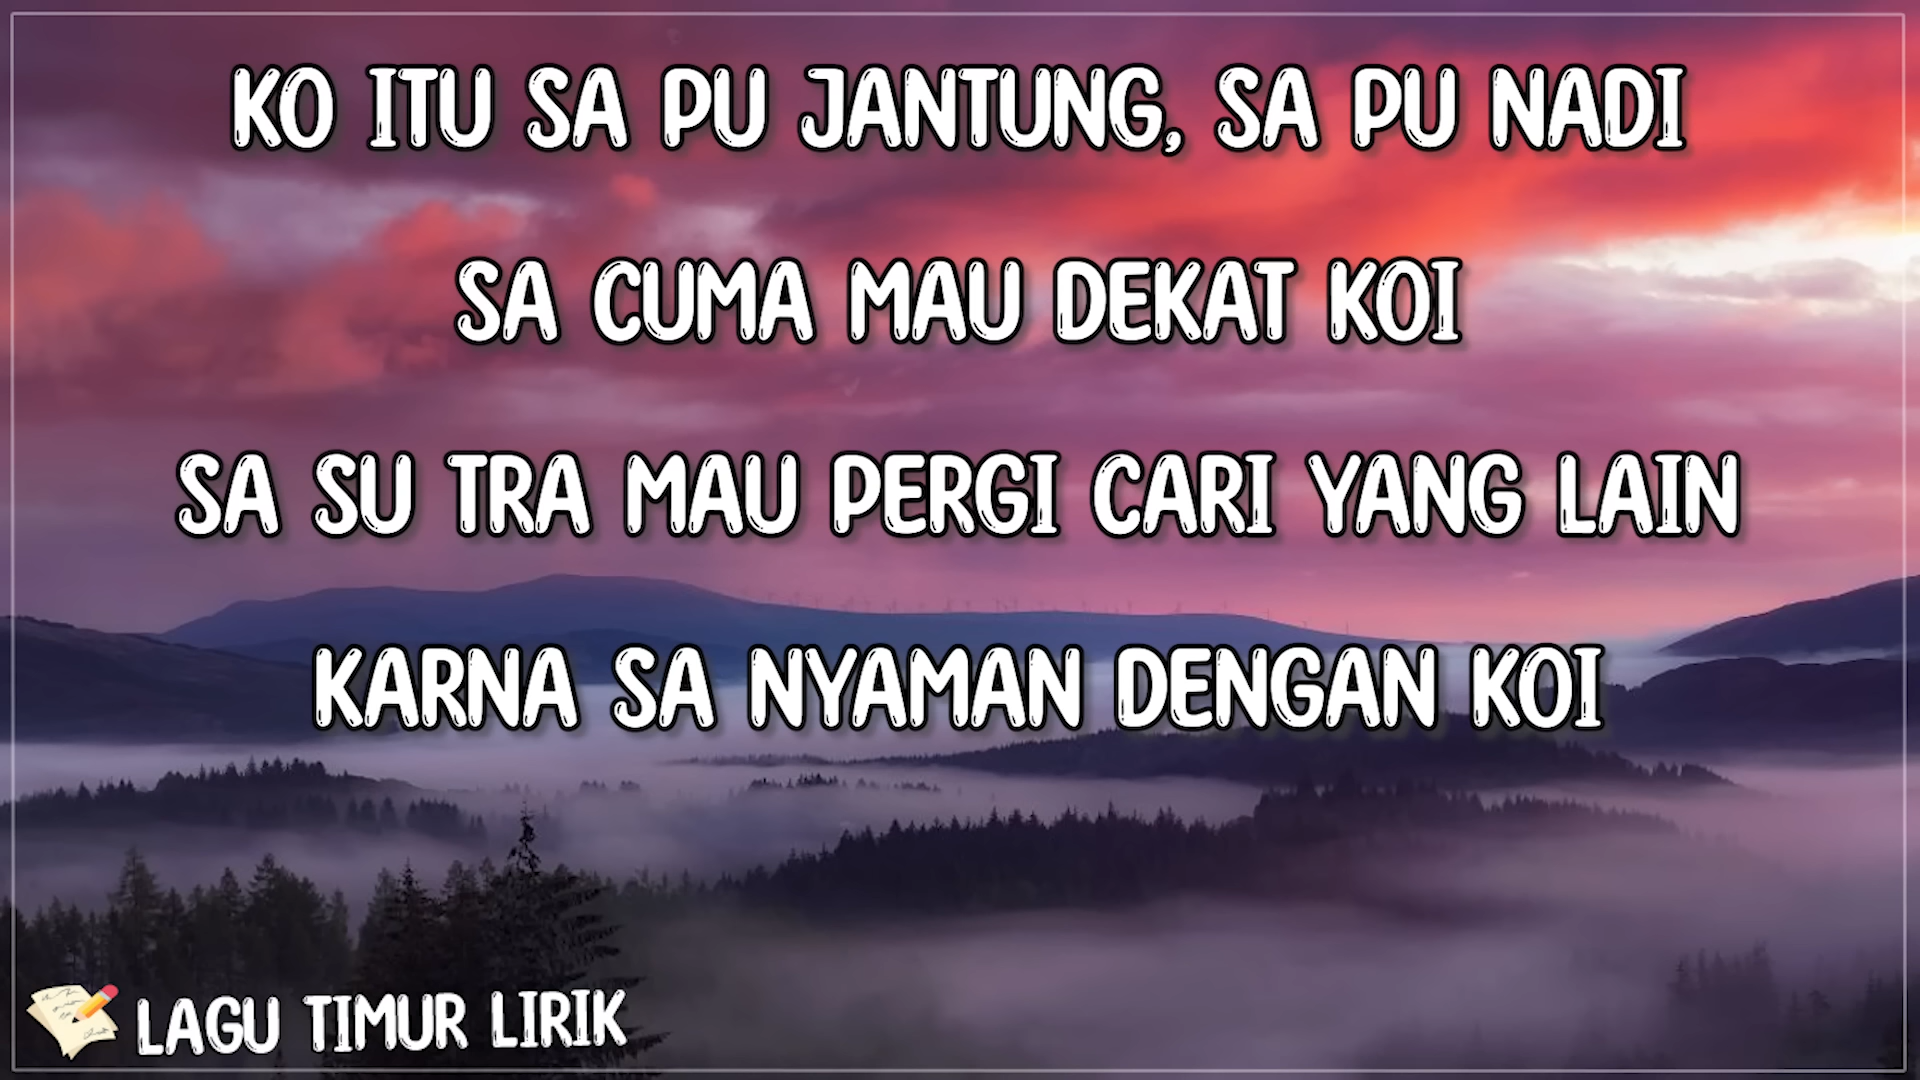 KO ITU SA PU JANTUNG, SA PU NADI
SA CUMA MAU DEKAT KOI
SA SU TRA MAU PERGI CARI YANG LAIN
KARNA SA NYAMAN DENGAN KOI
LAGU TIMUR LIRIK